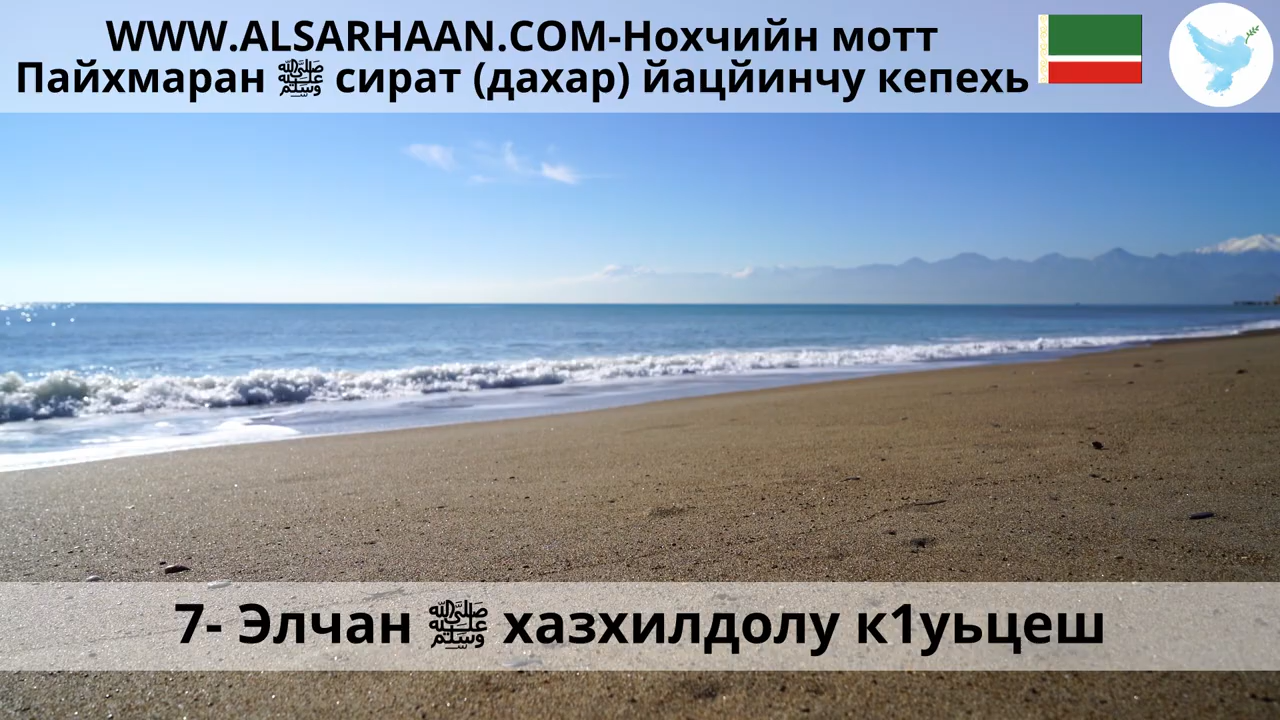 WWW.ALSARHAAN.COM-Нохчийн мотт
Пайхмаран ﷺ сират (дахар) йацйинчу кепехь
7- Элчан ﷺ хазхилдолу к1уьцеш